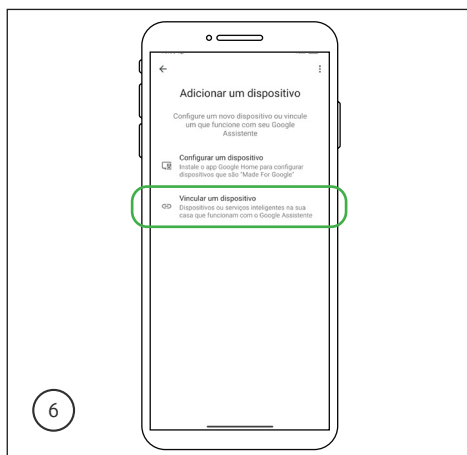 Adicionar um dispositivo
Configure um novo dispositivo ou vincule
um que funcione com seu Google
Assistente
Configurar um dispositivo
Instale o app Google Home para configurar
dispositivos que são "Made For Google"
Vincular um dispositivo
Dispositivos ou serviços inteligentes na sua
casa que funcionam com o Google Assistente
6